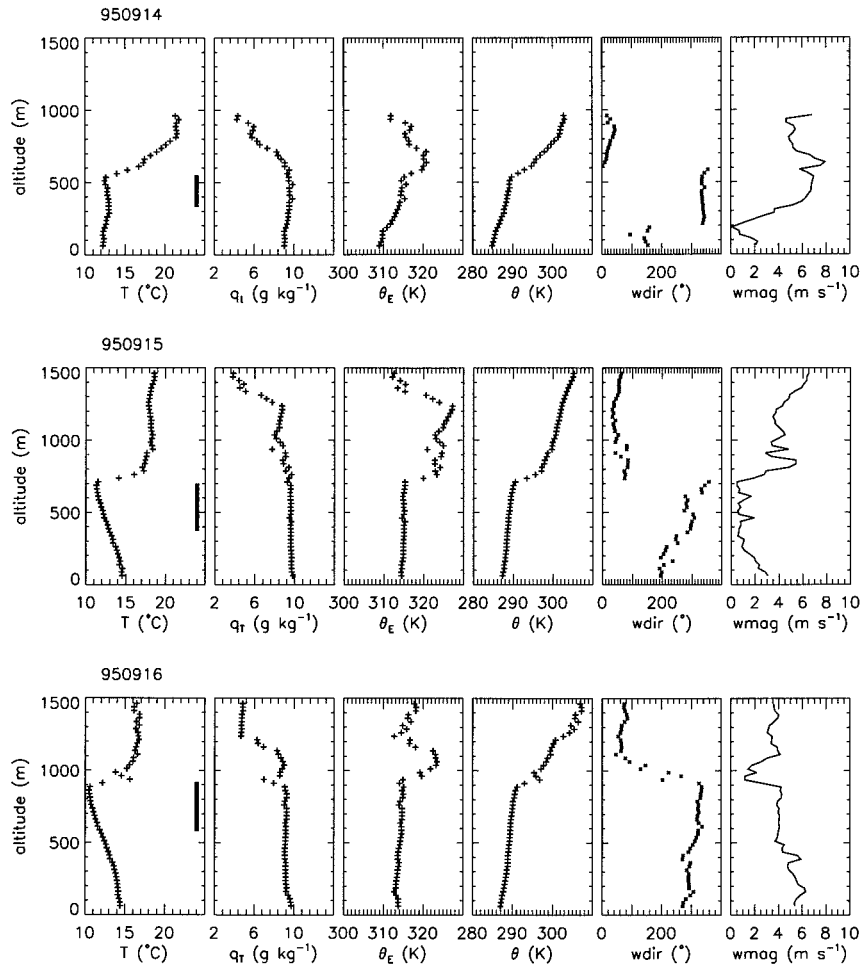 950914
1500
1000
500
0
altitude (m)
10 15 20
T (°C)
2 6 10
q_t (g kg⁻¹)
300 310 320
θ_E (K)
280 290 300
θ (K)
0 200
wdir (°)
0 2 4 6 8 10
wmag (m s⁻¹)
950915
1500
1000
500
0
altitude (m)
10 15 20
T (°C)
2 6 10
q_T (g kg⁻¹)
300 310 320
θ_E (K)
280 290 300
θ (K)
0 200
wdir (°)
0 2 4 6 8 10
wmag (m s⁻¹)
950916
1500
1000
500
0
altitude (m)
10 15 20
T (°C)
2 6 10
q_T (g kg⁻¹)
300 310 320
θ_E (K)
280 290 300
θ (K)
0 200
wdir (°)
0 2 4 6 8 10
wmag (m s⁻¹)